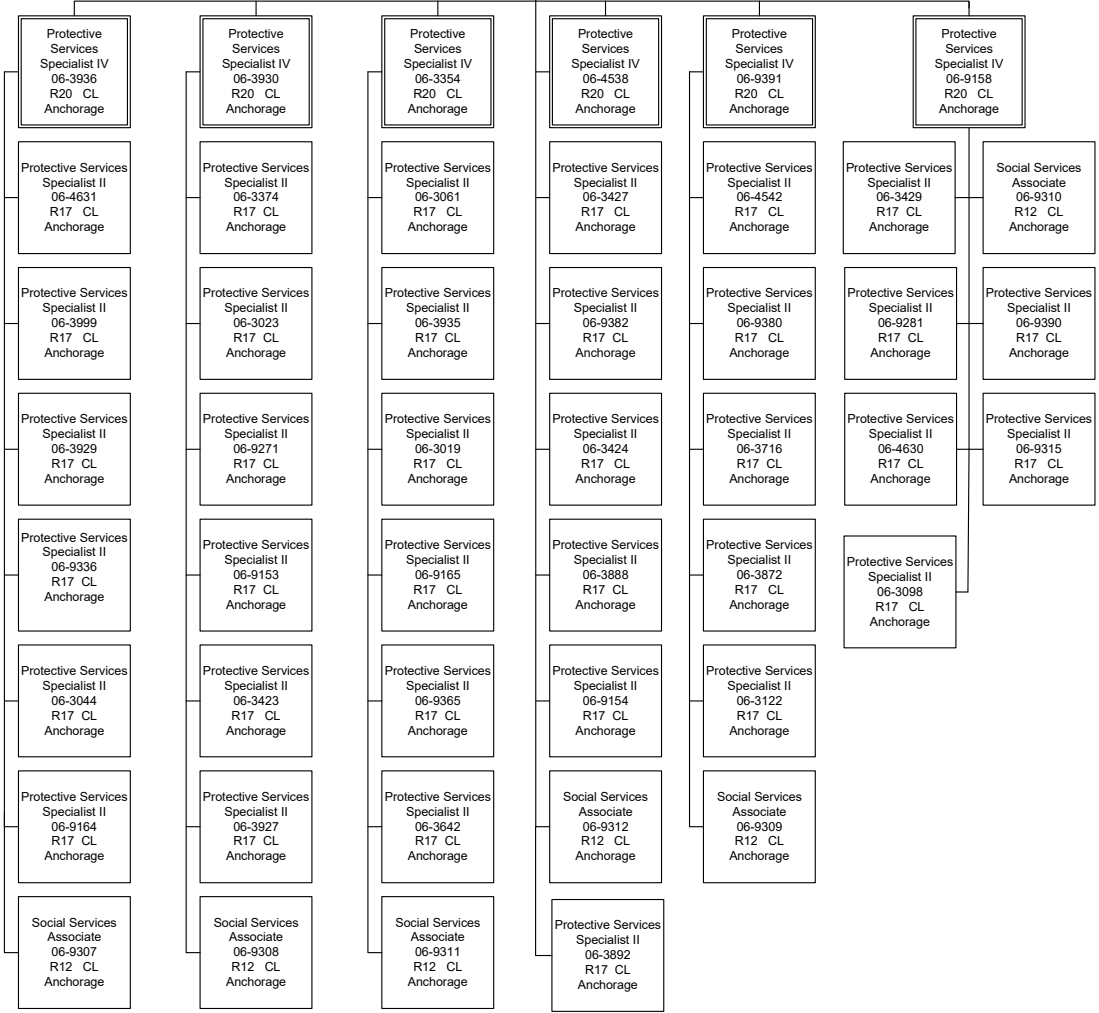 Protective
Services
Specialist IV
06-3936
R20 CL
Anchorage
Protective Services
Specialist II
06-4631
R17 CL
Anchorage
Protective Services
Specialist II
06-3999
R17 CL
Anchorage
Protective Services
Specialist II
06-3929
R17 CL
Anchorage
Protective Services
Specialist II
06-9336
R17 CL
Anchorage
Protective Services
Specialist II
06-3044
R17 CL
Anchorage
Protective Services
Specialist II
06-9164
R17 CL
Anchorage
Social Services
Associate
06-9307
R12 CL
Anchorage
Protective
Services
Specialist IV
06-3930
R20 CL
Anchorage
Protective Services
Specialist II
06-3374
R17 CL
Anchorage
Protective Services
Specialist II
06-3023
R17 CL
Anchorage
Protective Services
Specialist II
06-9271
R17 CL
Anchorage
Protective Services
Specialist II
06-9153
R17 CL
Anchorage
Protective Services
Specialist II
06-3423
R17 CL
Anchorage
Protective Services
Specialist II
06-3927
R17 CL
Anchorage
Social Services
Associate
06-9308
R12 CL
Anchorage
Protective
Services
Specialist IV
06-3354
R20 CL
Anchorage
Protective Services
Specialist II
06-3061
R17 CL
Anchorage
Protective Services
Specialist II
06-3935
R17 CL
Anchorage
Protective Services
Specialist II
06-3019
R17 CL
Anchorage
Protective Services
Specialist II
06-9165
R17 CL
Anchorage
Protective Services
Specialist II
06-9365
R17 CL
Anchorage
Protective Services
Specialist II
06-3642
R17 CL
Anchorage
Social Services
Associate
06-9311
R12 CL
Anchorage
Protective
Services
Specialist IV
06-4538
R20 CL
Anchorage
Protective Services
Specialist II
06-3427
R17 CL
Anchorage
Protective Services
Specialist II
06-9382
R17 CL
Anchorage
Protective Services
Specialist II
06-3424
R17 CL
Anchorage
Protective Services
Specialist II
06-3888
R17 CL
Anchorage
Protective Services
Specialist II
06-9154
R17 CL
Anchorage
Social Services
Associate
06-9312
R12 CL
Anchorage
Protective Services
Specialist II
06-3892
R17 CL
Anchorage
Protective
Services
Specialist IV
06-9391
R20 CL
Anchorage
Protective Services
Specialist II
06-4542
R17 CL
Anchorage
Protective Services
Specialist II
06-9380
R17 CL
Anchorage
Protective Services
Specialist II
06-3716
R17 CL
Anchorage
Protective Services
Specialist II
06-3872
R17 CL
Anchorage
Protective Services
Specialist II
06-3122
R17 CL
Anchorage
Social Services
Associate
06-9309
R12 CL
Anchorage
Protective
Services
Specialist IV
06-9158
R20 CL
Anchorage
Protective Services
Specialist II
06-3429
R17 CL
Anchorage
Social Services
Associate
06-9310
R12 CL
Anchorage
Protective Services
Specialist II
06-9281
R17 CL
Anchorage
Protective Services
Specialist II
06-9390
R17 CL
Anchorage
Protective Services
Specialist II
06-4630
R17 CL
Anchorage
Protective Services
Specialist II
06-9315
R17 CL
Anchorage
Protective Services
Specialist II
06-3098
R17 CL
Anchorage